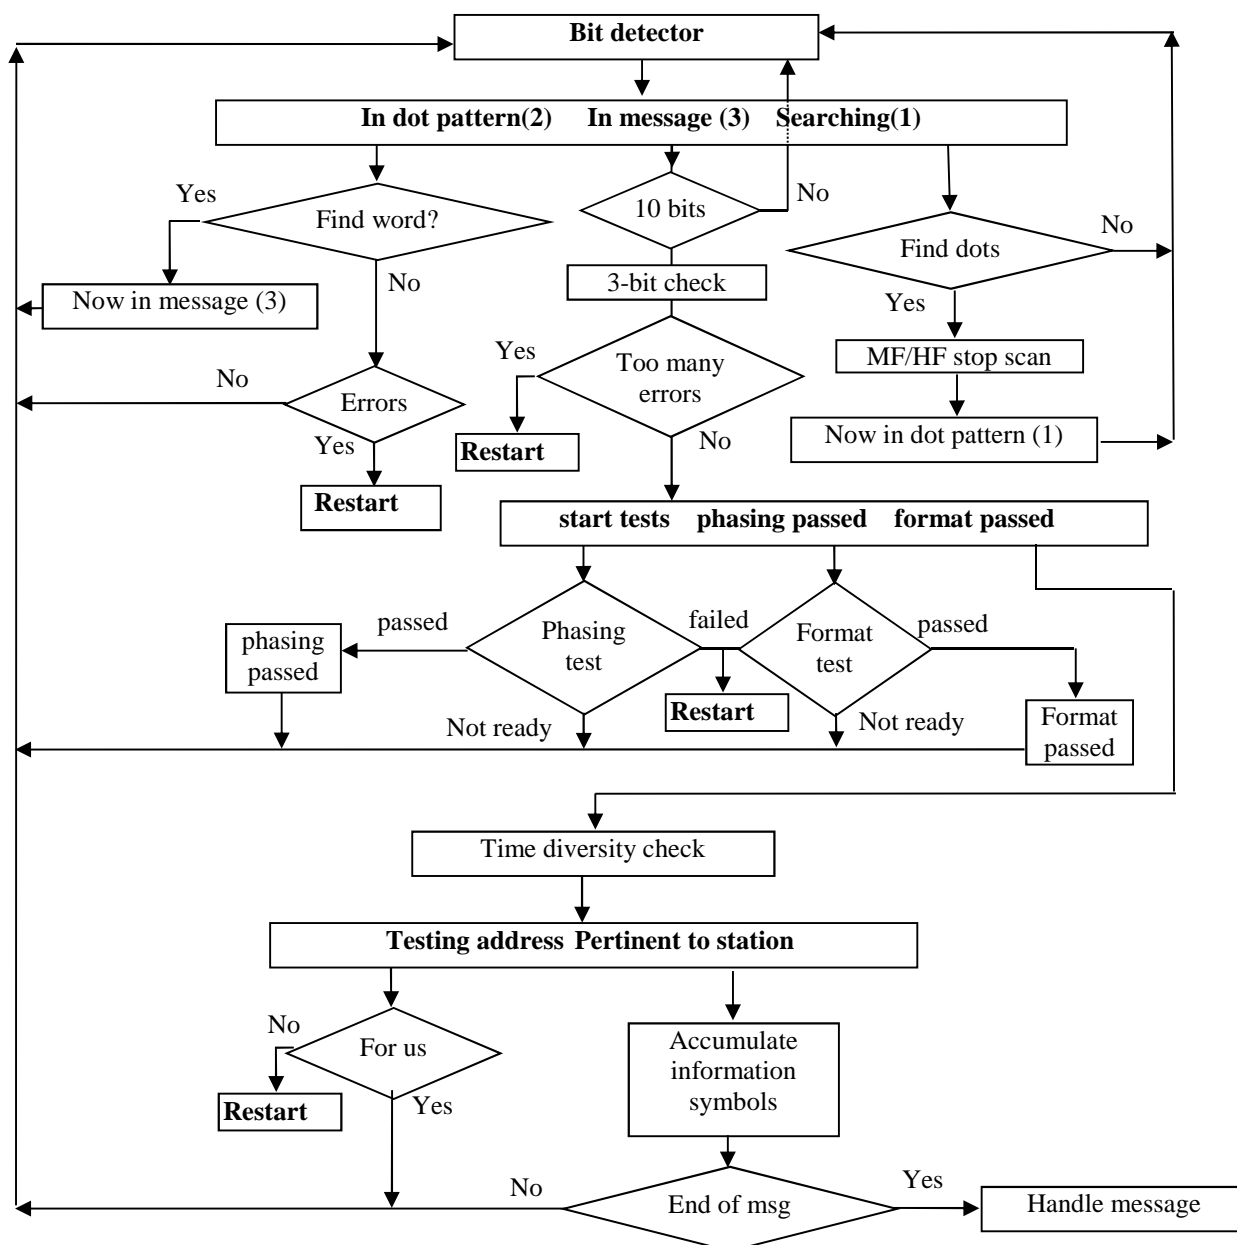 Bit detector
In dot pattern(2) In message (3) Searching(1)
Yes
Find word?
10 bits
No
Find dots
No
No
Now in message (3)
3-bit check
Yes
MF/HF stop scan
Yes
Too many
errors
No
Errors
Now in dot pattern (1)
Yes
Restart
No
Restart
start tests phasing passed format passed
passed
Phasing
test
failed
Format
test
passed
phasing
passed
Restart
Not ready
Not ready
Format
passed
Time diversity check
Testing address Pertinent to station
No
For us
Accumulate
information
symbols
Restart
Yes
No
End of msg
Yes
Handle message